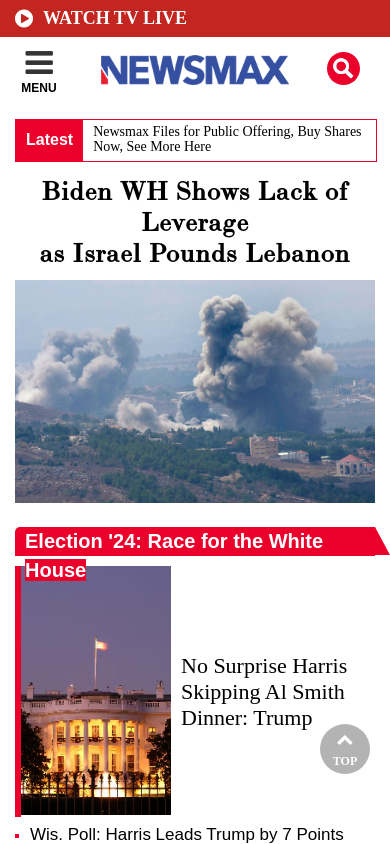 WATCH TV LIVE
MENU
NEWSMAX
Latest
Newsmax Files for Public Offering, Buy Shares
Now, See More Here
Biden WH Shows Lack of
Leverage
as Israel Pounds Lebanon
Election '24: Race for the White
House
No Surprise Harris
Skipping Al Smith
Dinner: Trump
TOP
Wis. Poll: Harris Leads Trump by 7 Points